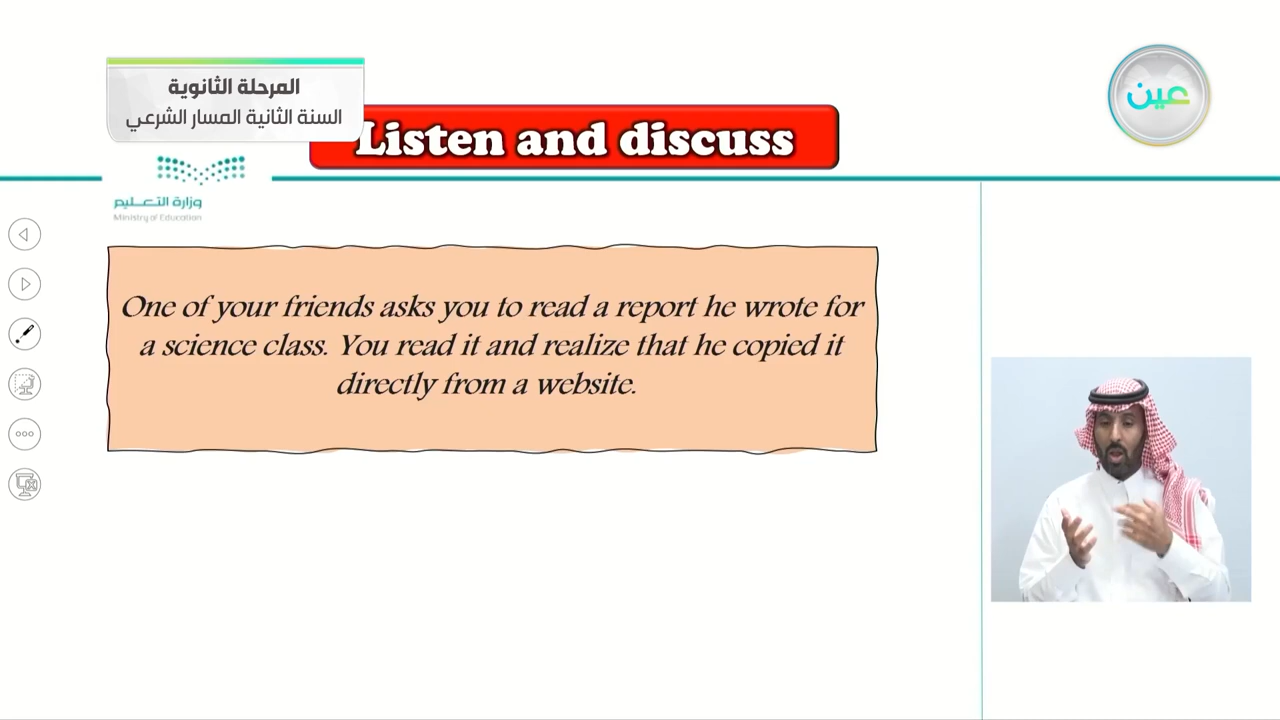 المرحلة الثانوية
السنة الثانية المسار الشرعي
عين
Listen and discuss
وزارة التعـليم
Ministry of Education
One of your friends asks you to read a report he wrote for
a science class. You read it and realize that he copied it
directly from a website.